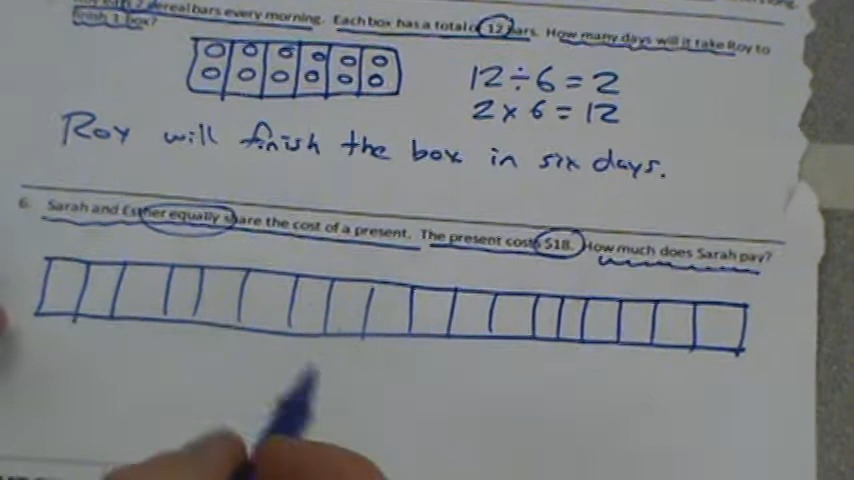 cereal bars every morning. Each box has a total of 12 bars. How many days will it take Roy to
finish 1 box?
12 ÷ 6 = 2
2 × 6 = 12
Roy will finish the box in six days.
6. Sarah and Esther equally share the cost of a present. The present costs $18. How much does Sarah pay?